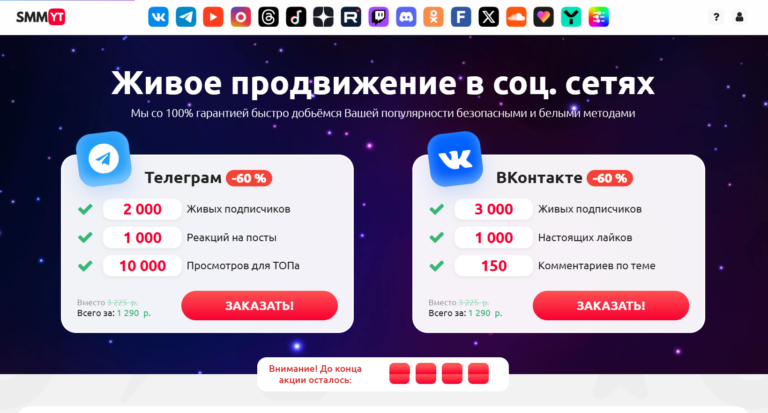 SMMYT
?
Живое продвижение в соц. сетях
Мы со 100% гарантией быстро добьёмся Вашей популярности безопасными и белыми методами
Телеграм -60 %
2 000 Живых подписчиков
1 000 Реакций на посты
10 000 Просмотров для ТОПа
Вместо 3 225 р.
Всего за: 1 290 р.
ЗАКАЗАТЬ!
ВКонтакте -60 %
3 000 Живых подписчиков
1 000 Настоящих лайков
150 Комментариев по теме
Вместо 3 225 р.
Всего за: 1 290 р.
ЗАКАЗАТЬ!
Внимание! До конца
акции осталось: